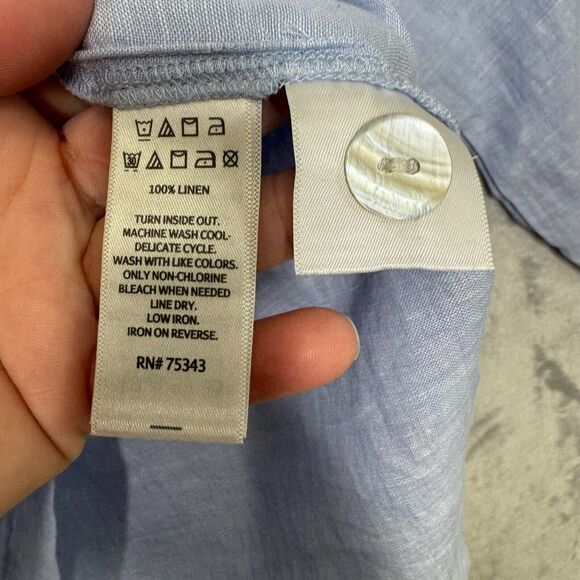 30
100% LINEN
TURN INSIDE OUT.
MACHINE WASH COOL-
DELICATE CYCLE.
WASH WITH LIKE COLORS.
ONLY NON-CHLORINE
BLEACH WHEN NEEDED
LINE DRY.
LOW IRON.
IRON ON REVERSE.
RN# 75343